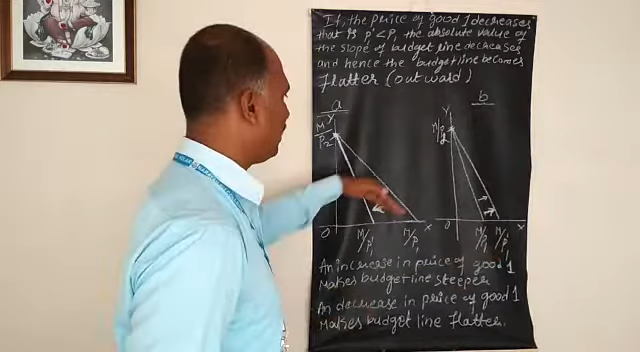 If, the price of good 1 decreases
that is p' < p, the absolute value of
the slope of budget line decreases
and hence the budget line becomes
flatter (outward)
a
b
Y
Y
M/P2
M/P2
O
M/P'1
M/P1
X
O
M/P1
M/P'1
X
An increase in price of good 1
Makes budget line steeper
An decrease in price of good 1
Makes budget line flatter.